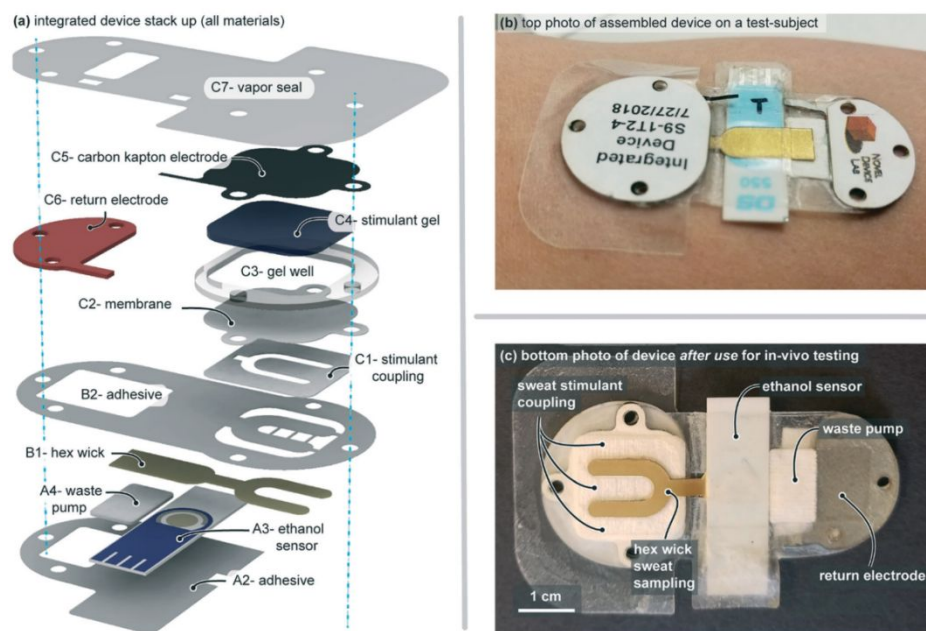 (a) integrated device stack up (all materials)
C7- vapor seal
C5- carbon kapton electrode
C6- return electrode
C4- stimulant gel
C3- gel well
C2- membrane
C1- stimulant
coupling
B2- adhesive
B1- hex wick
A4- waste
pump
A3- ethanol
sensor
A2- adhesive
(b) top photo of assembled device on a test-subject
Integrated
Device
S9-1T2-4
7/27/2018
T
DS
550
NOVEL
DEVICE
LAB
(c) bottom photo of device after use for in-vivo testing
sweat stimulant
coupling
ethanol sensor
waste pump
hex wick
sweat
sampling
return electrode
1 cm